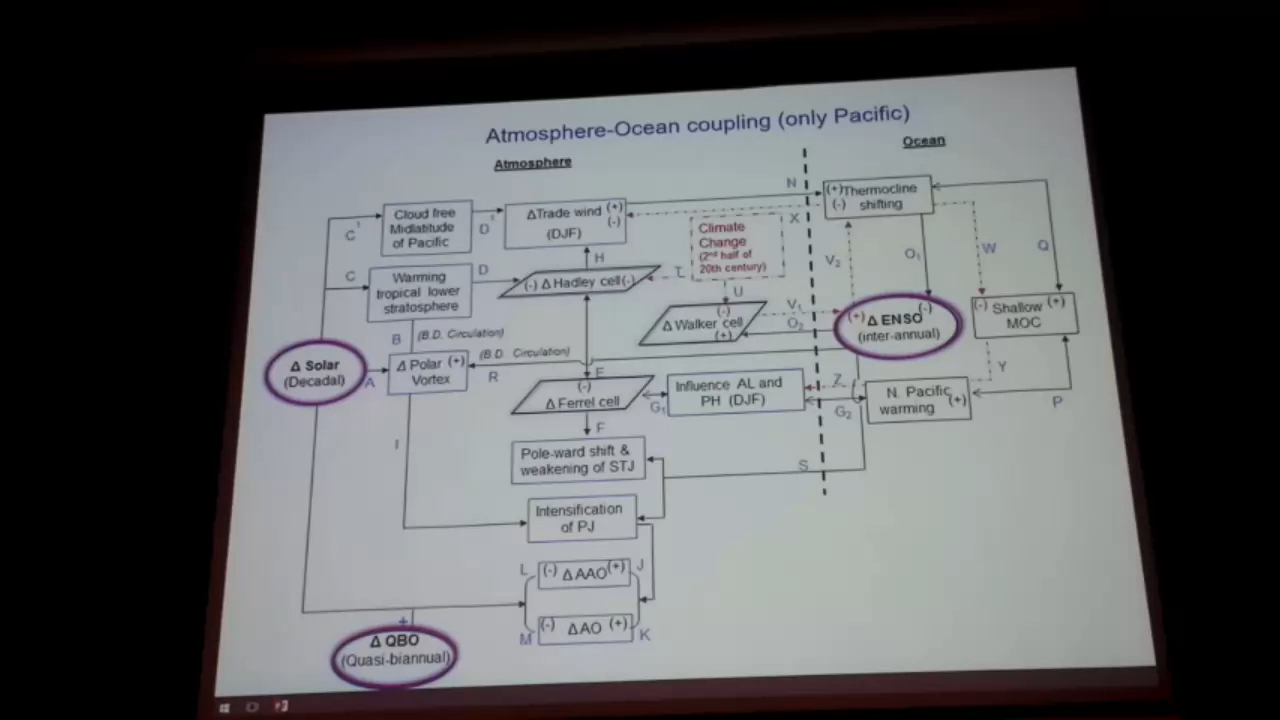 Atmosphere-Ocean coupling (only Pacific)
Atmosphere
Ocean
N
(+) Thermocline
(-) shifting
C'
Cloud free
Midlatitude
of Pacific
D'
ΔTrade wind (+)
(-)
(DJF)
X
Climate
Change
(2nd half of
20th century)
V2
O1
W
Q
H
C
Warming
tropical lower
stratosphere
D
(-) Δ Hadley cell (-)
T
U
V1
(-)
Δ Walker cell
(+)
O2
(+) Δ ENSO (-)
(inter-annual)
(-) Shallow (+)
MOC
B
(B.D. Circulation)
(B.D. Circulation)
Δ Solar
(Decadal)
A
Δ Polar (+)
Vortex
R
E
(-)
Δ Ferrel cell
G1
Influence AL and
PH (DJF)
Z
G2
N. Pacific
warming (+)
Y
P
F
I
Pole-ward shift &
weakening of STJ
S
Intensification
of PJ
L
(-) ΔAAO (+)
J
M
(-) ΔAO (+)
K
+
Δ QBO
(Quasi-biannual)